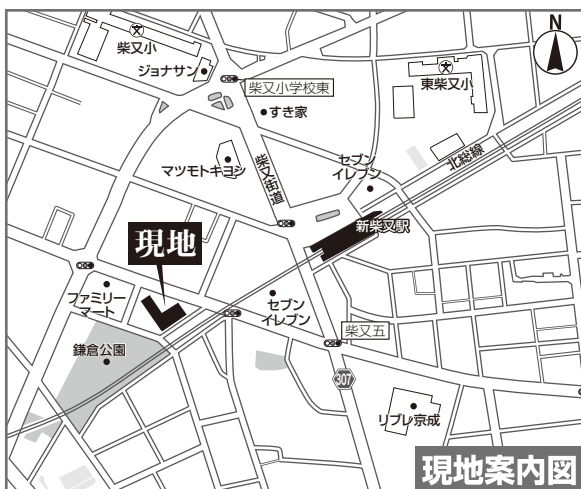 N
柴又小
ジョナサン
柴又小学校東
すき家
東柴又小
マツモトキヨシ
柴又街道
セブン
イレブン
北総線
新柴又駅
現地
ファミリー
マート
セブン
イレブン
柴又五
鎌倉公園
307
リブレ京成
現地案内図